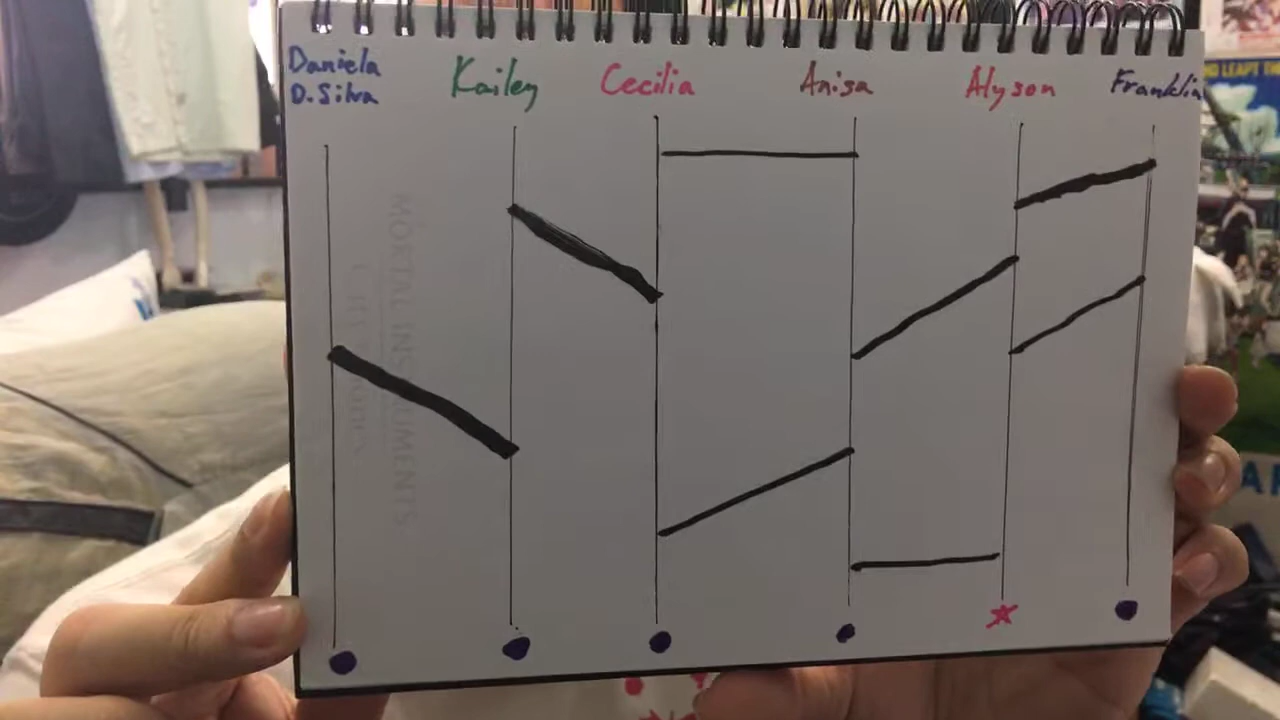 Daniela
D. Silva
Kailey
Cecilia
Anisa
Alyson
Franklin